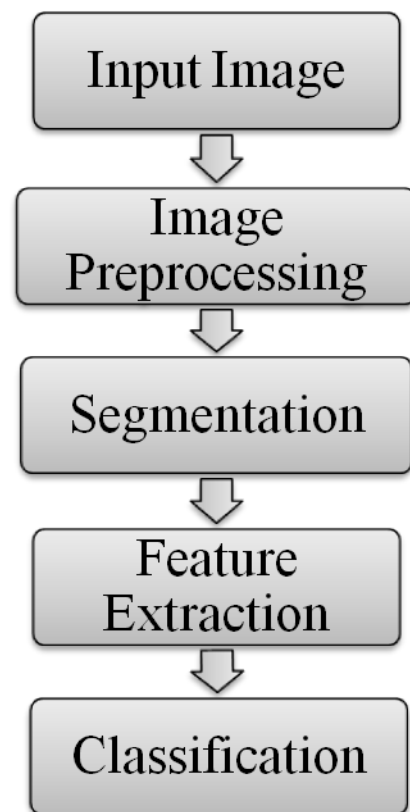 Input Image
Image
Preprocessing
Segmentation
Feature
Extraction
Classification